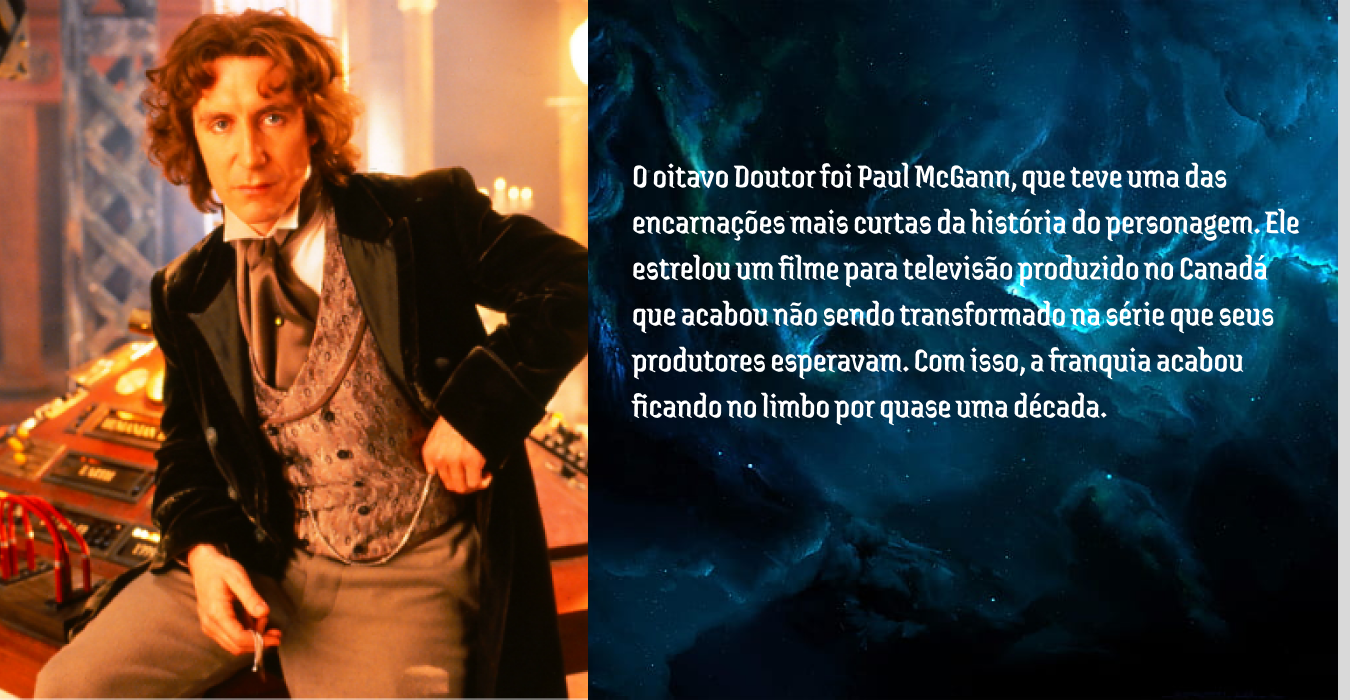 O oitavo Doutor foi Paul McGann, que teve uma das
encarnações mais curtas da história do personagem. Ele
estrelou um filme para televisão produzido no Canadá
que acabou não sendo transformado na série que seus
produtores esperavam. Com isso, a franquia acabou
ficando no limbo por quase uma década.